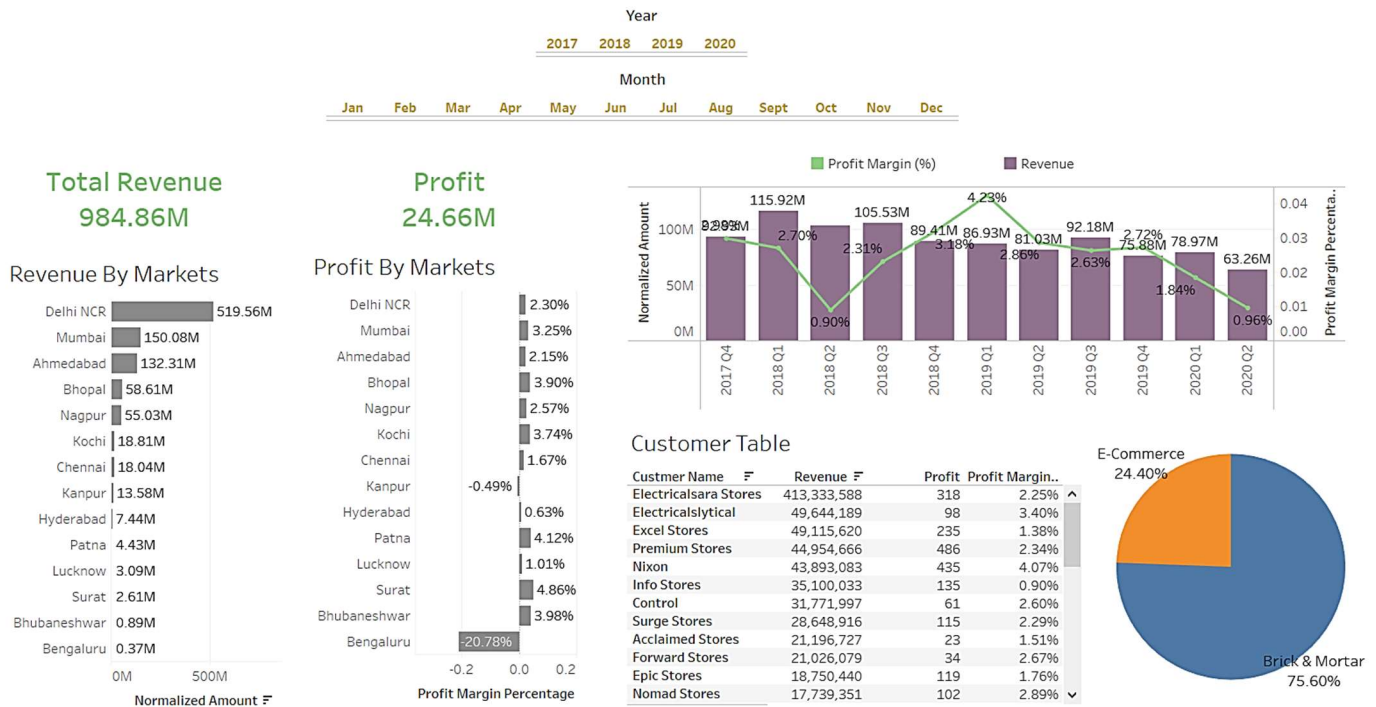 Year
2017 2018 2019 2020
Month
Jan Feb Mar Apr May Jun Jul Aug Sept Oct Nov Dec
Total Revenue
984.86M
Profit
24.66M
Revenue By Markets
Delhi NCR 519.56M
Mumbai 150.08M
Ahmedabad 132.31M
Bhopal 58.61M
Nagpur 55.03M
Kochi 18.81M
Chennai 18.04M
Kanpur 13.58M
Hyderabad 7.44M
Patna 4.43M
Lucknow 3.09M
Surat 2.61M
Bhubaneshwar 0.89M
Bengaluru 0.37M
0M 500M
Normalized Amount
Profit By Markets
Delhi NCR 2.30%
Mumbai 3.25%
Ahmedabad 2.15%
Bhopal 3.90%
Nagpur 2.57%
Kochi 3.74%
Chennai 1.67%
Kanpur -0.49%
Hyderabad 0.63%
Patna 4.12%
Lucknow 1.01%
Surat 4.86%
Bhubaneshwar 3.98%
Bengaluru -20.78%
-0.2 0.0 0.2
Profit Margin Percentage
Profit Margin (%) Revenue
Normalized Amount
100M
50M
0M
115.92M
105.53M
89.41M
86.93M
81.03M
92.18M
75.88M
78.97M
63.26M
2.70%
0.90%
2.31%
3.18%
4.23%
2.86%
2.63%
2.72%
1.84%
0.96%
0.04
0.03
0.02
0.01
0.00
Profit Margin Percenta..
2017 Q4
2018 Q1
2018 Q2
2018 Q3
2018 Q4
2019 Q1
2019 Q2
2019 Q3
2019 Q4
2020 Q1
2020 Q2
Customer Table
Custmer Name Revenue Profit Profit Margin..
Electricalsara Stores 413,333,588 318 2.25%
Electricalslytical 49,644,189 98 3.40%
Excel Stores 49,115,620 235 1.38%
Premium Stores 44,954,666 486 2.34%
Nixon 43,893,083 435 4.07%
Info Stores 35,100,033 135 0.90%
Control 31,771,997 61 2.60%
Surge Stores 28,648,916 115 2.29%
Acclaimed Stores 21,196,727 23 1.51%
Forward Stores 21,026,079 34 2.67%
Epic Stores 18,750,440 119 1.76%
Nomad Stores 17,739,351 102 2.89%
E-Commerce
24.40%
Brick & Mortar
75.60%